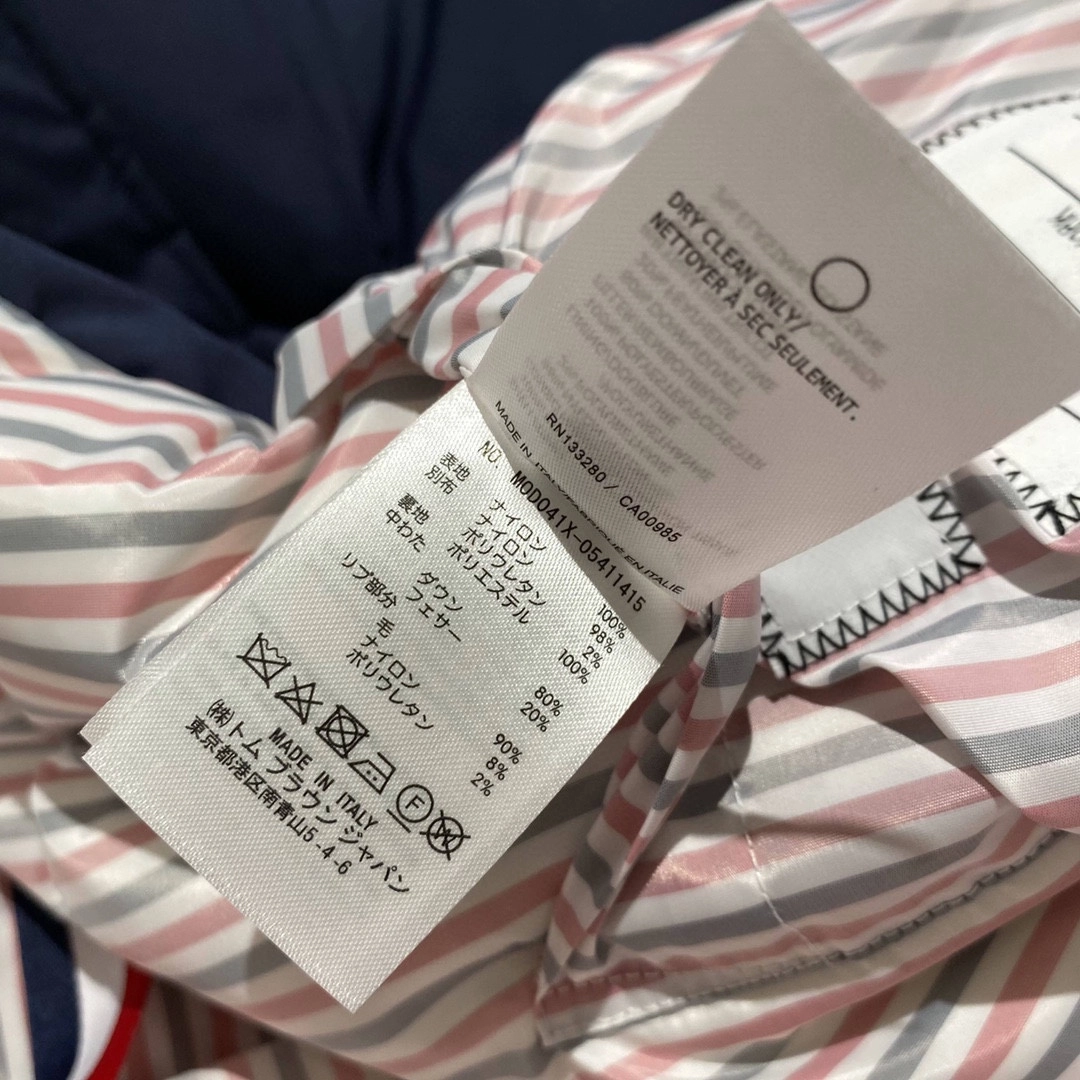 DRY CLEAN ONLY/
NETTOYER À SEC SEULEMENT.
RN133280 / CA00985
MADE IN ITALY/FABRIQUE EN ITALIE
NO. MOD041X-05411415
表地 ナイロン 100%
別布 ナイロン 98%
ポリウレタン 2%
裏地 ポリエステル 100%
中わた ダウン 80%
フェザー 20%
リブ部分 毛 90%
ナイロン 8%
ポリウレタン 2%
F
W
MADE IN ITALY
㈱トム ブラウン ジャパン
東京都港区南青山5-4-6